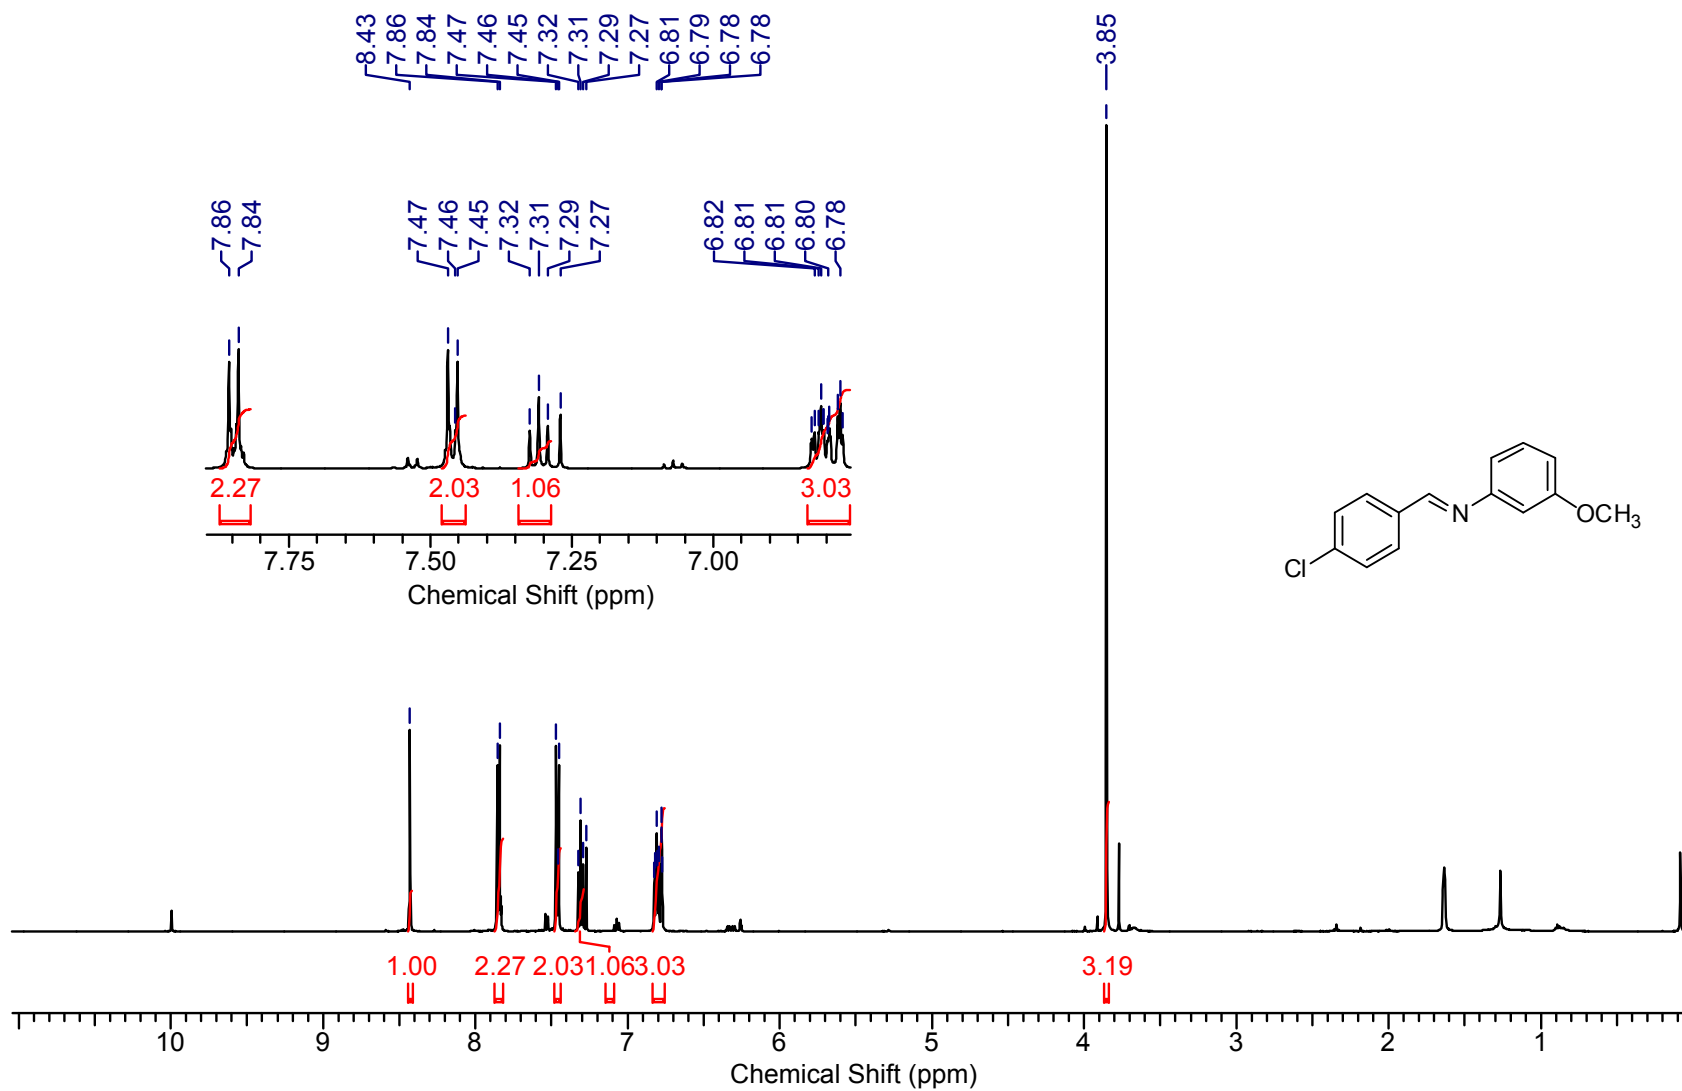 8.43 7.86 7.84 7.47 7.46 7.45 7.32 7.31 7.29 7.27 6.81 6.79 6.78 6.78 3.85
7.86 7.84 7.47 7.46 7.45 7.32 7.31 7.29 7.27 6.82 6.81 6.81 6.80 6.78
2.27 2.03 1.06 3.03
7.75 7.50 7.25 7.00
Chemical Shift (ppm)
N
OCH3
Cl
1.00 2.27 2.03 1.06 3.03 3.19
10 9 8 7 6 5 4 3 2 1
Chemical Shift (ppm)